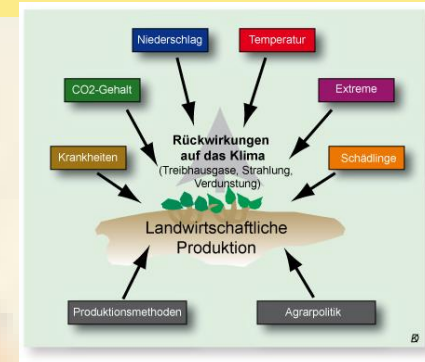 Niederschlag
Temperatur
CO2-Gehalt
Extreme
Rückwirkungen
auf das Klima
(Treibhausgase, Strahlung,
Verdunstung)
Krankheiten
Schädlinge
Landwirtschaftliche
Produktion
Produktionsmethoden
Agrarpolitik